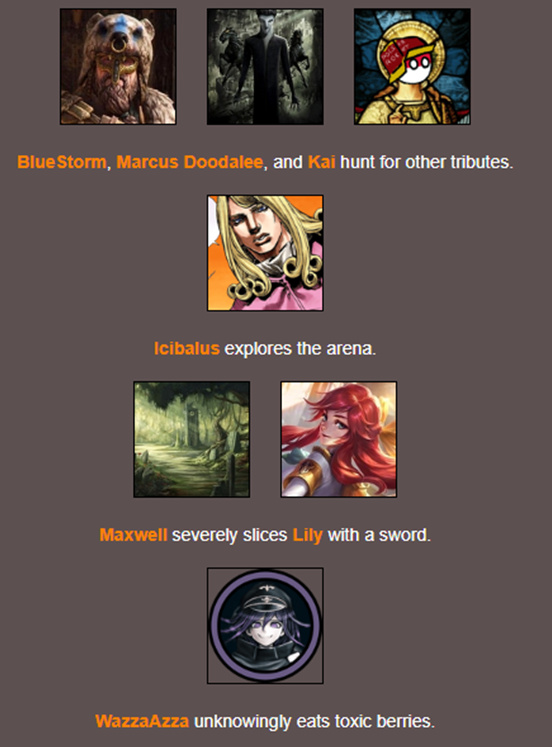 BlueStorm, Marcus Doodalee, and Kai hunt for other tributes.
Icibalus explores the arena.
Maxwell severely slices Lily with a sword.
WazzaAzza unknowingly eats toxic berries.